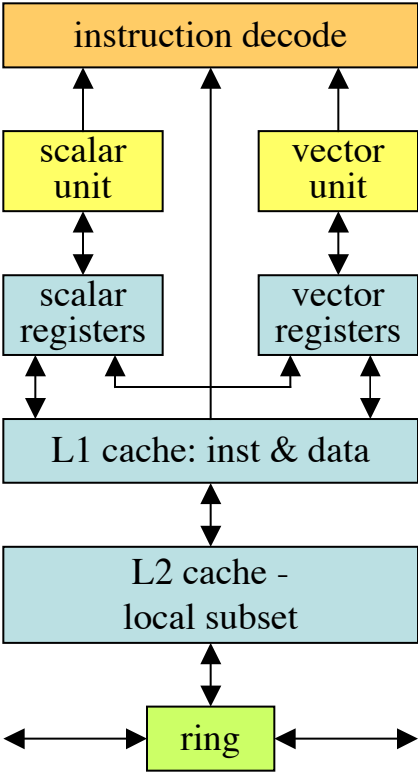 instruction decode
scalar
unit
vector
unit
scalar
registers
vector
registers
L1 cache: inst & data
L2 cache -
local subset
ring